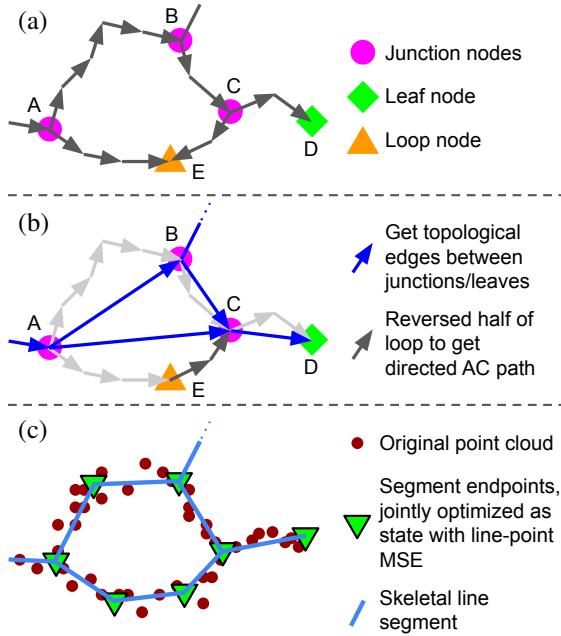 (a)
B
A
C
E
D
Junction nodes
Leaf node
Loop node
(b)
B
A
C
E
D
Get topological
edges between
junctions/leaves
Reversed half of
loop to get
directed AC path
(c)
Original point cloud
Segment endpoints,
jointly optimized as
state with line-point
MSE
Skeletal line
segment